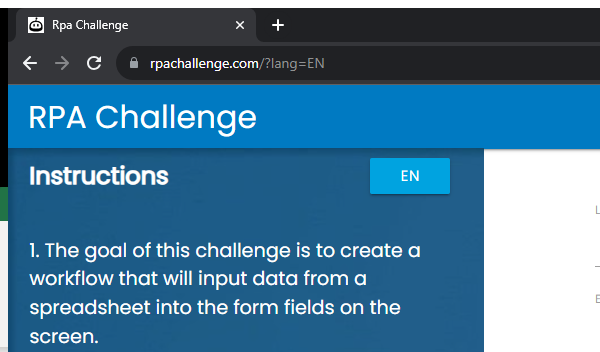 Rpa Challenge
rpachallenge.com/?lang=EN
RPA Challenge
Instructions
EN
1. The goal of this challenge is to create a
workflow that will input data from a
spreadsheet into the form fields on the
screen.
L
E